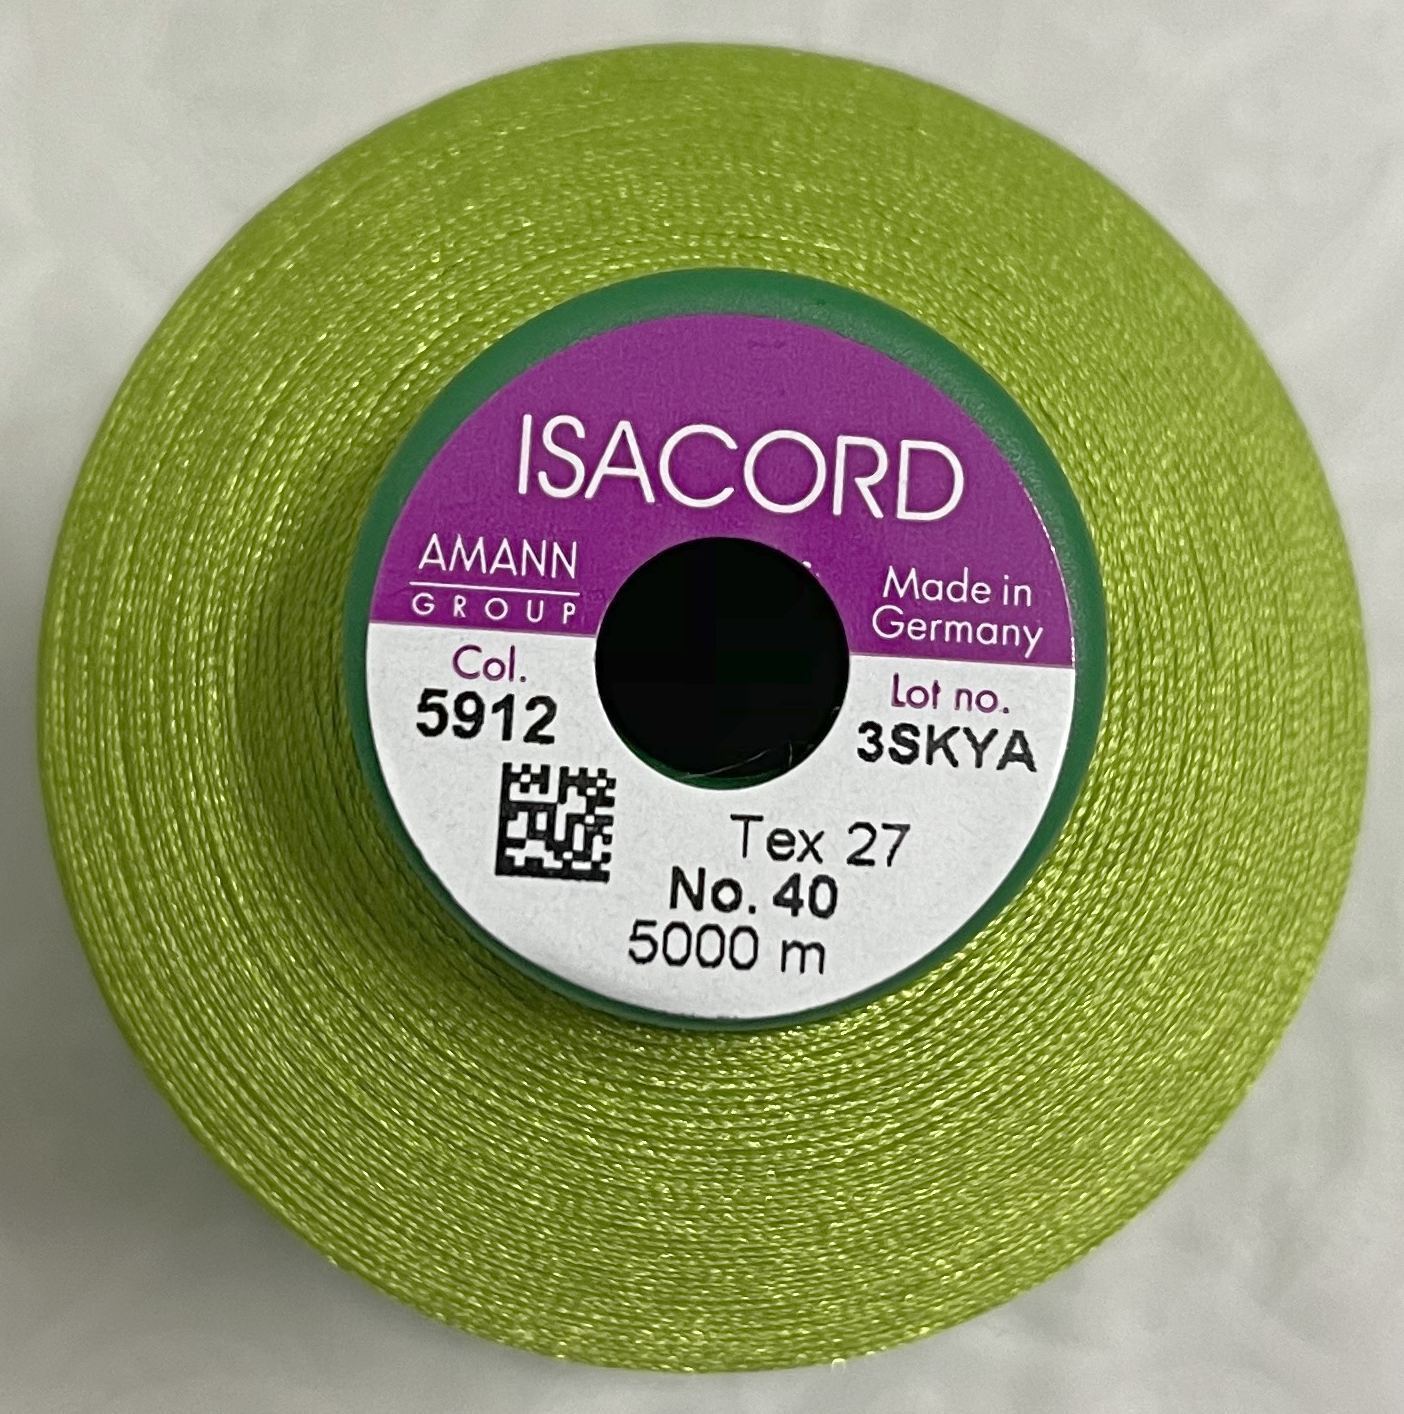 ISACORD
AMANN
GROUP
Made in
Germany
Col.
5912
Lot no.
3SKYA
Tex 27
No. 40
5000 m